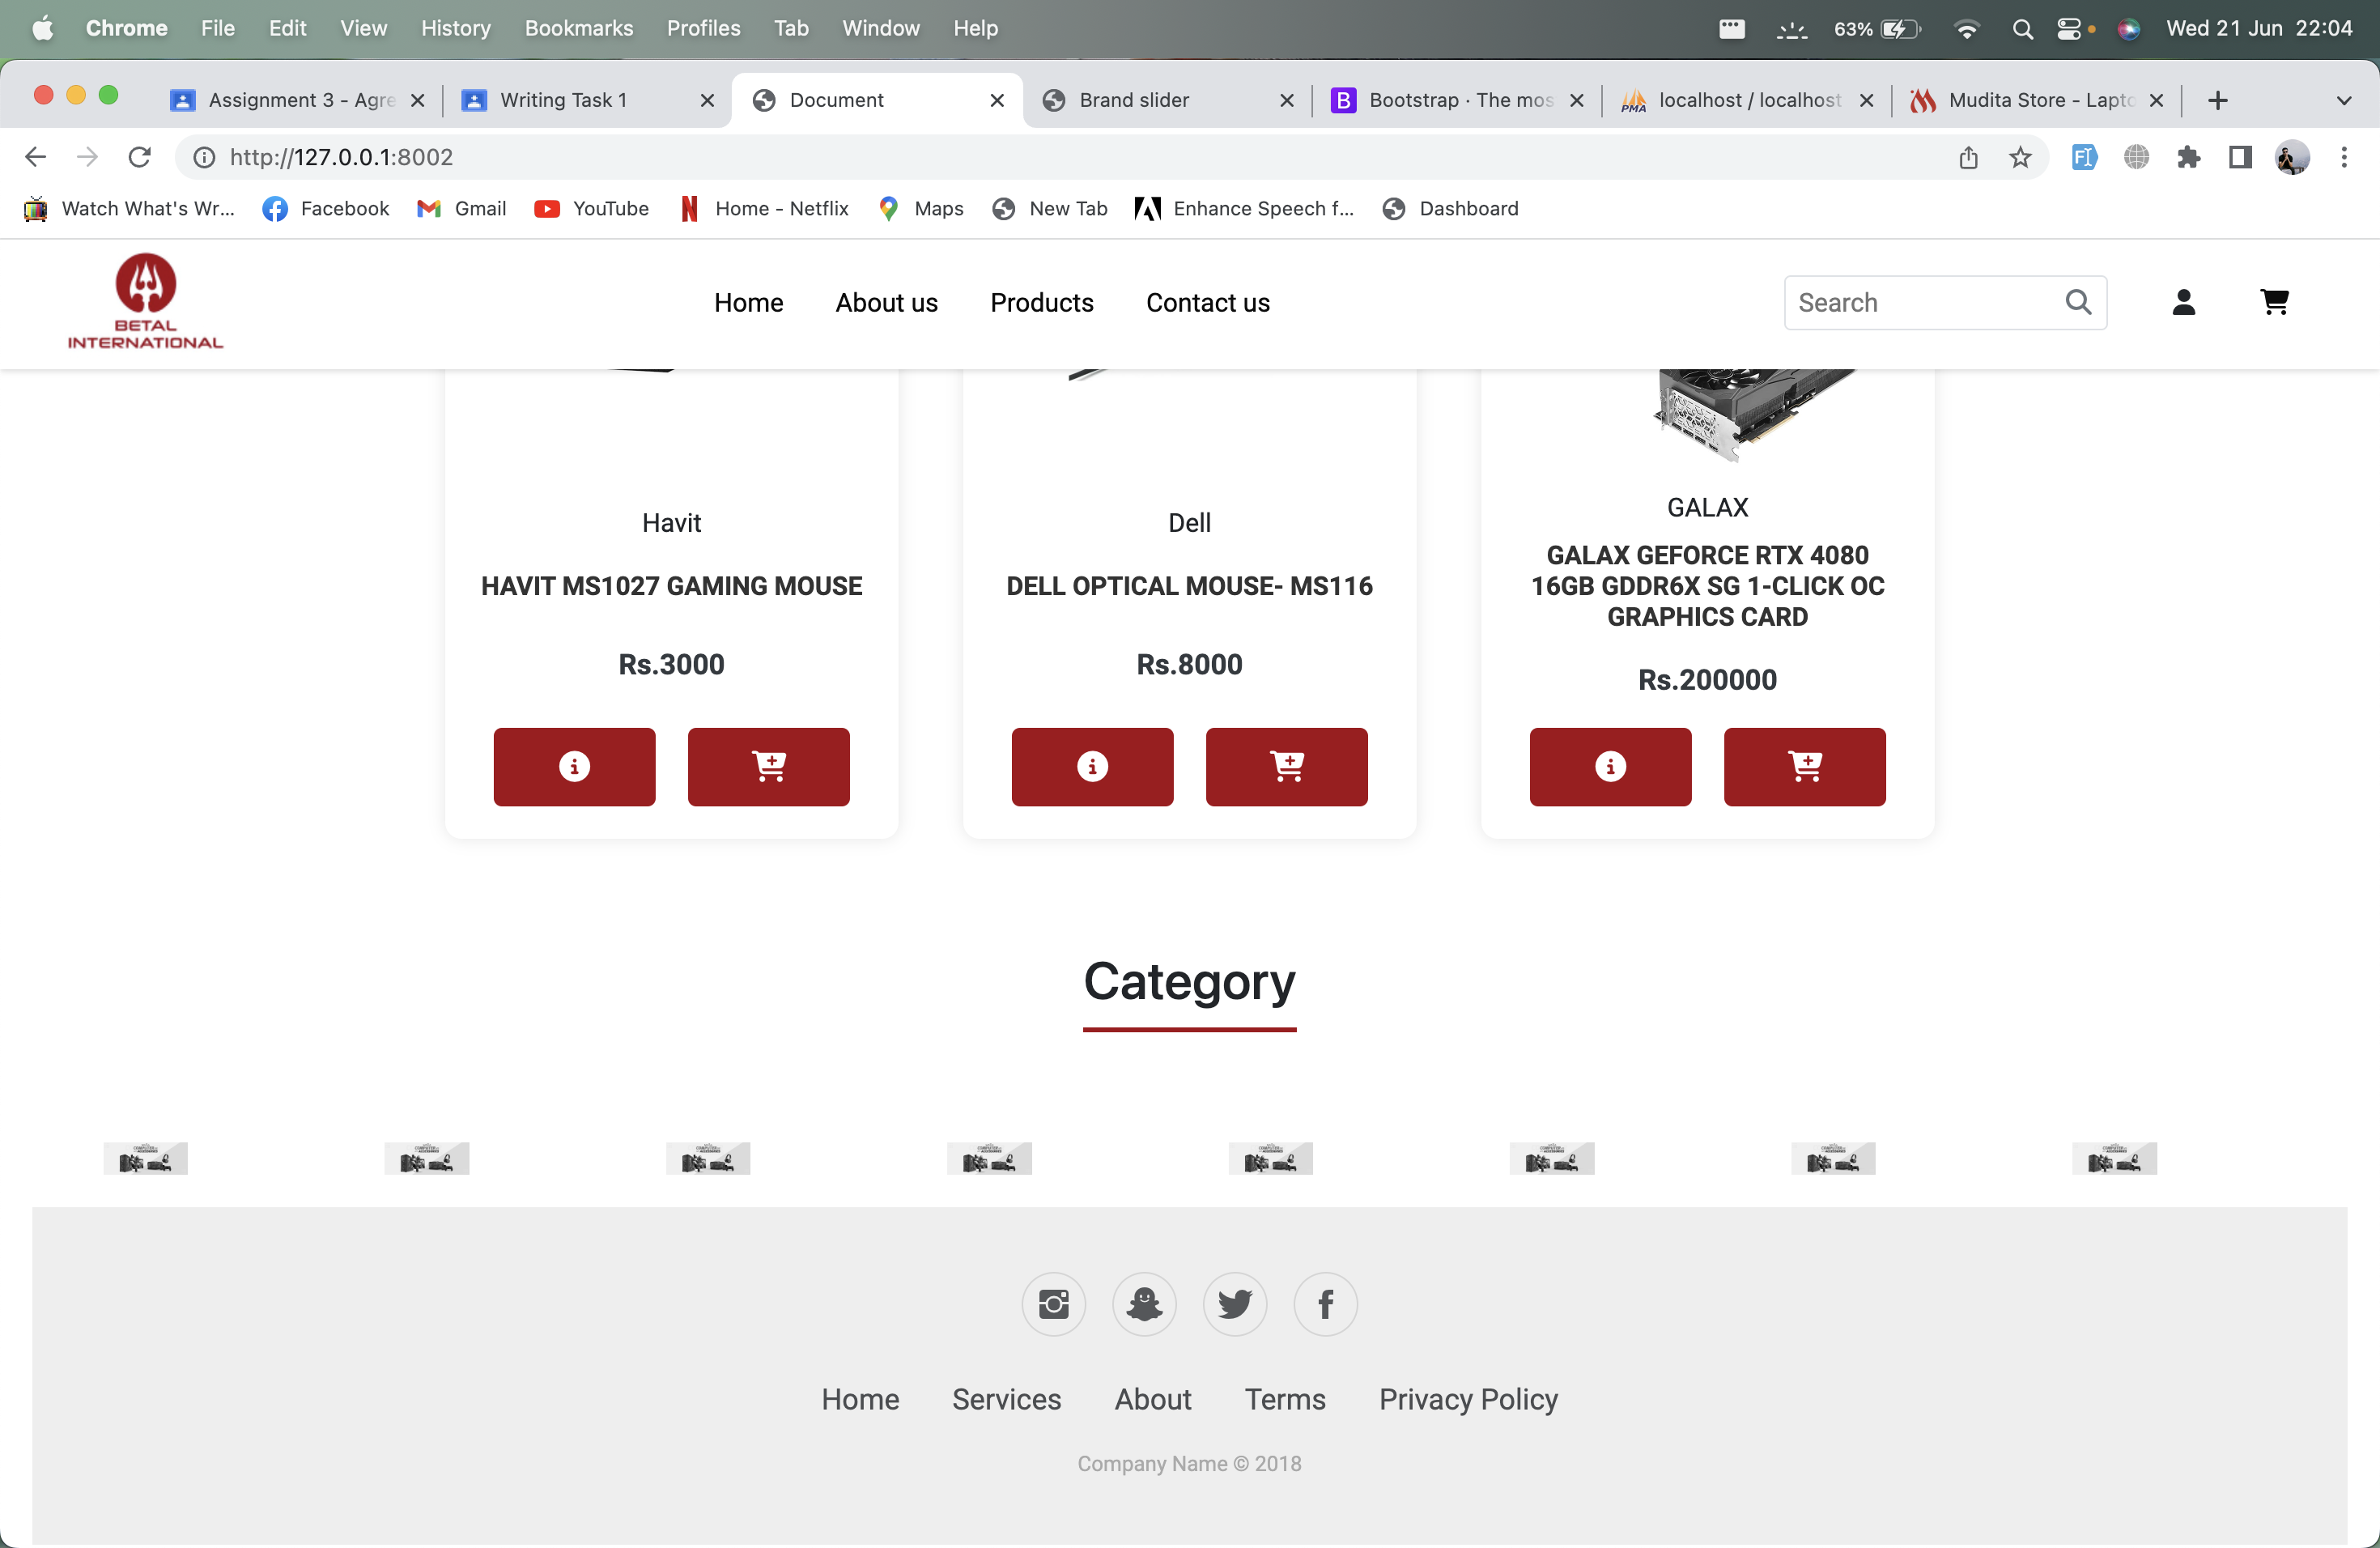 Chrome File Edit View History Bookmarks Profiles Tab Window Help 63% Wed 21 Jun 22:04
Assignment 3 - Agre Writing Task 1 Document Brand slider Bootstrap · The mos localhost / localhost Mudita Store - Lapto
http://127.0.0.1:8002
Watch What's Wr... Facebook Gmail YouTube Home - Netflix Maps New Tab Enhance Speech f... Dashboard
BETAL
INTERNATIONAL
Home About us Products Contact us Search
Havit
HAVIT MS1027 GAMING MOUSE
Rs.3000
Dell
DELL OPTICAL MOUSE- MS116
Rs.8000
GALAX
GALAX GEFORCE RTX 4080
16GB GDDR6X SG 1-CLICK OC
GRAPHICS CARD
Rs.200000
Category
Home Services About Terms Privacy Policy
Company Name © 2018